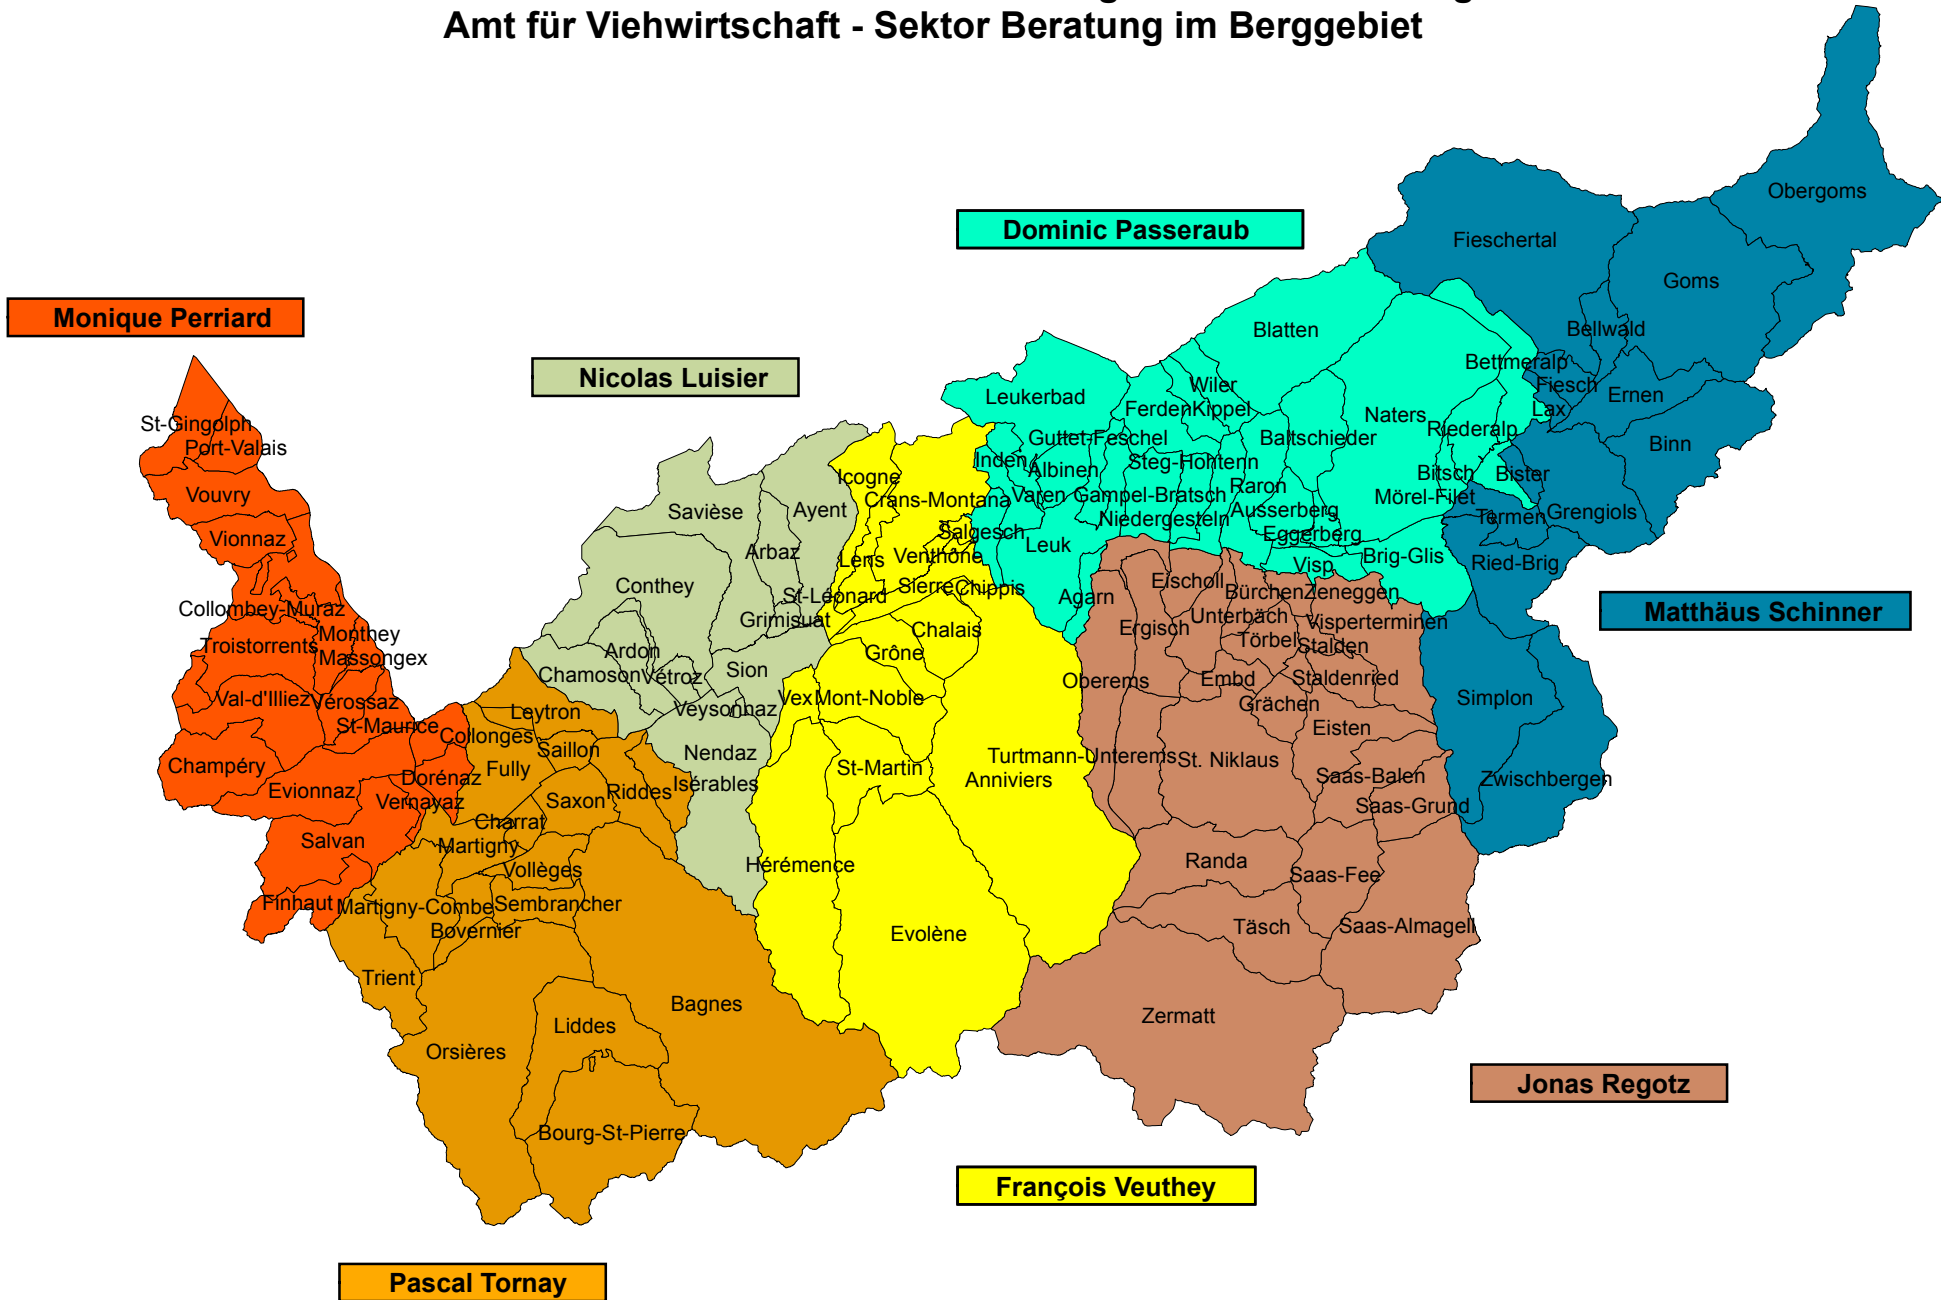 Amt für Viehwirtschaft - Sektor Beratung im Berggebiet
Obergoms
Dominic Passeraub
Fieschertal
Goms
Monique Perriard
Blatten
Bellwald
Nicolas Luisier
Bettmeralp
Wiler
Fiesch
Leukerbad
Ernen
Ferden
Kippel
Lax
Naters
St-Gingolph
Riederalp
Port-Valais
Guttet-Feschel
Baltschieder
Binn
Inden
Albinen
Steg-Hohtenn
Bitsch
Bister
Icogne
Vouvry
Raron
Varen
Gampel-Bratsch
Mörel-Filet
Crans-Montana
Savièse
Ayent
Ausserberg
Grengiols
Niedergesteln
Termen
Salgesch
Eggerberg
Vionnaz
Leuk
Arbaz
Venthône
Brig-Glis
Lens
Visp
Ried-Brig
Eischoll
Conthey
Sierre
Chippis
Bürchen
Zeneggen
St-Léonard
Agarn
Collombey-Muraz
Matthäus Schinner
Unterbäch
Grimisuat
Visperterminen
Ergisch
Chalais
Monthey
Törbel
Troistorrents
Stalden
Ardon
Grône
Massongex
Sion
Chamoson
Vétroz
Embd
Staldenried
Oberems
Val-d'Illiez
Vérossaz
Vex
Mont-Noble
Simplon
Grächen
Veysonnaz
Leytron
St-Maurice
Eisten
Collonges
Saillon
Nendaz
Turtmann-Unterems
St. Niklaus
Champéry
Fully
St-Martin
Dorénaz
Anniviers
Saas-Balen
Zwischbergen
Isérables
Evionnaz
Riddes
Vernayaz
Saxon
Saas-Grund
Charrat
Salvan
Martigny
Randa
Hérémence
Vollèges
Saas-Fee
Finhaut
Martigny-Combe
Sembrancher
Täsch
Saas-Almagell
Bovernier
Evolène
Trient
Bagnes
Zermatt
Liddes
Orsières
Jonas Regotz
Bourg-St-Pierre
François Veuthey
Pascal Tornay